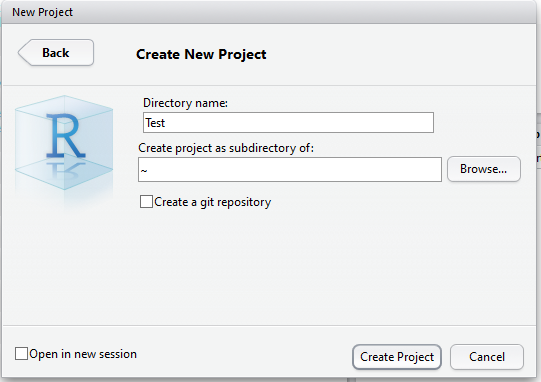 New Project
Back
Create New Project
R
Directory name:
Test
Create project as subdirectory of:
~
Browse...
Create a git repository
Open in new session
Create Project
Cancel